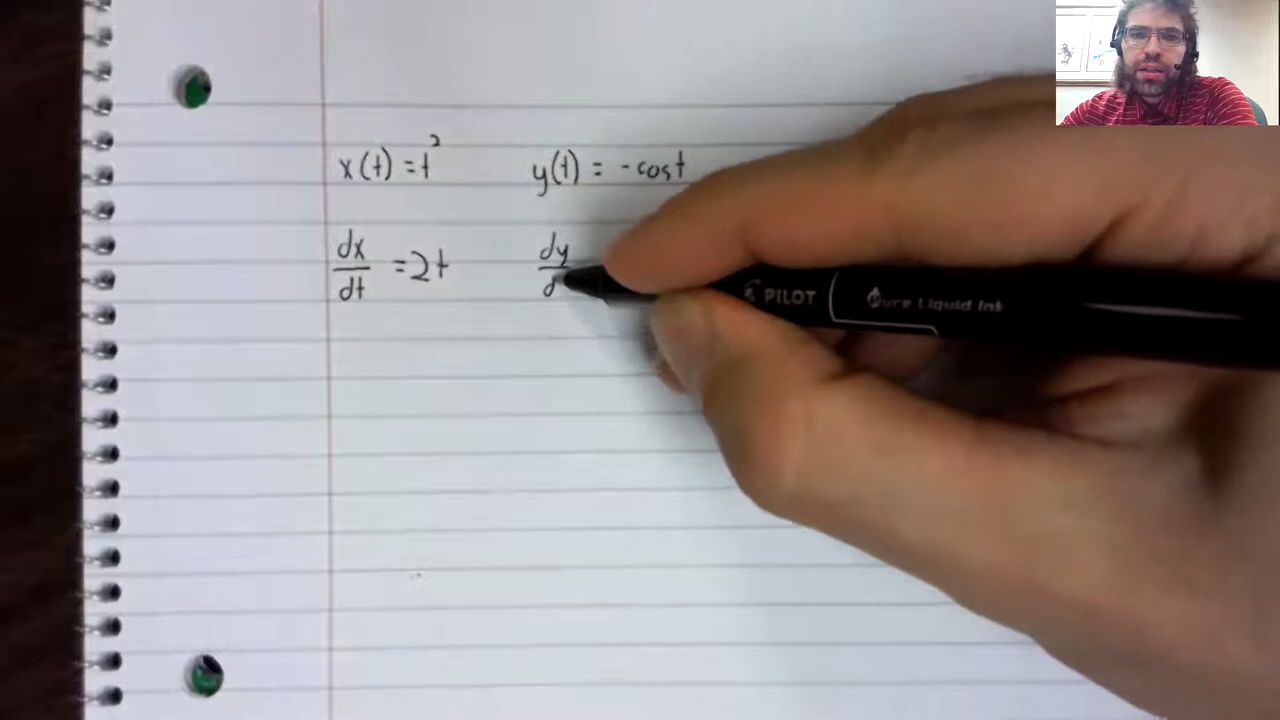 x(t) = t² y(t) = -cost
dx/dt = 2t dy/d
PILOT Pure Liquid Ink